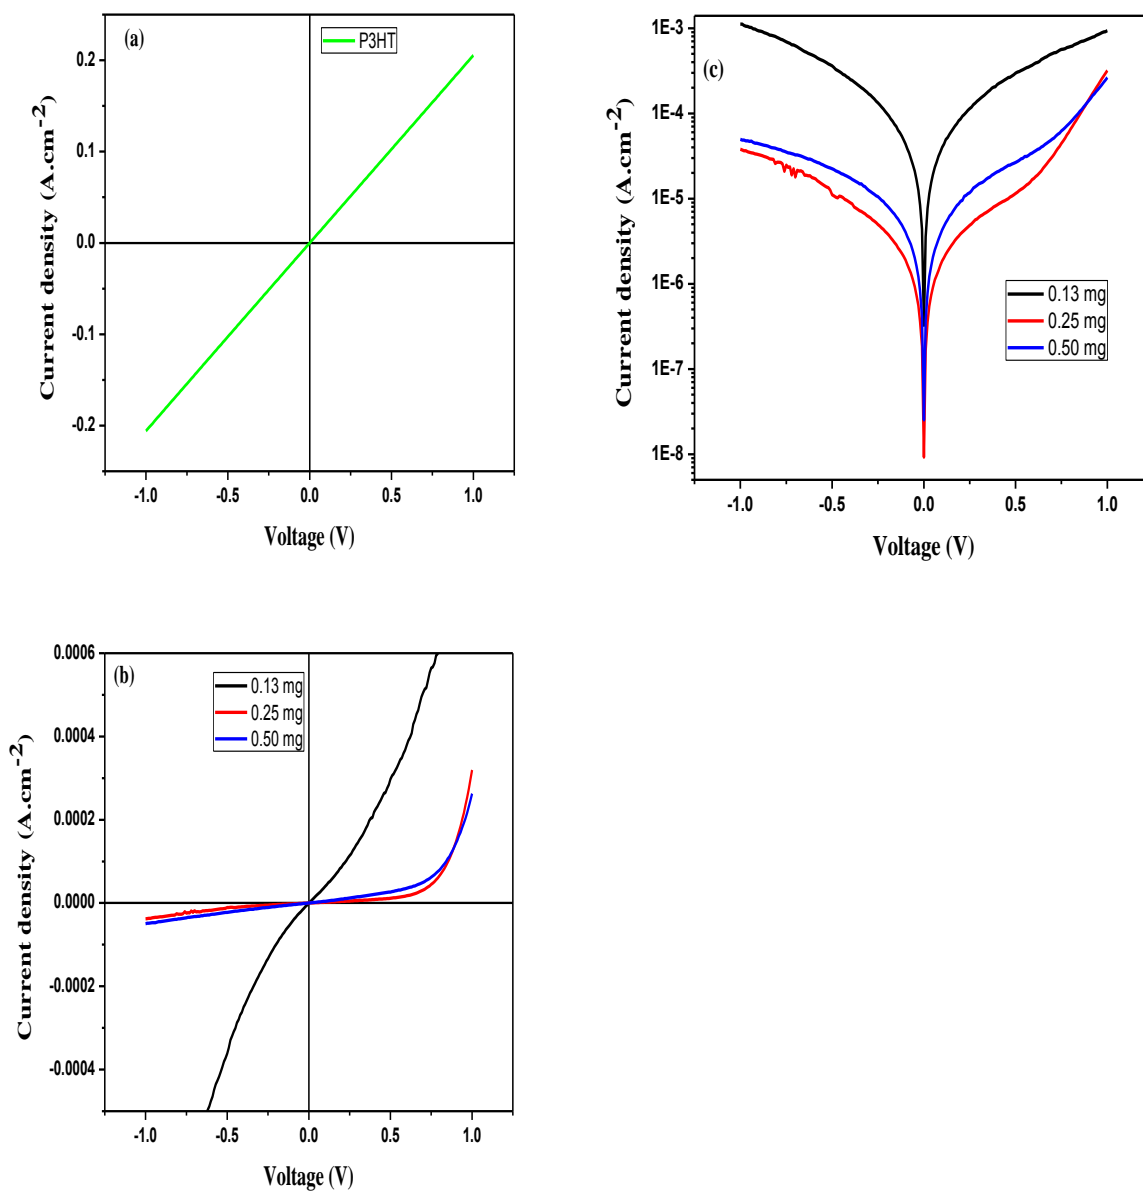 (a)
P3HT
0.2
0.1
0.0
-0.1
-0.2
Current density (A.cm-2)
-1.0 -0.5 0.0 0.5 1.0
Voltage (V)
(c)
1E-3
1E-4
1E-5
1E-6
1E-7
1E-8
Current density (A.cm-2)
0.13 mg
0.25 mg
0.50 mg
-1.0 -0.5 0.0 0.5 1.0
Voltage (V)
(b)
0.13 mg
0.25 mg
0.50 mg
0.0006
0.0004
0.0002
0.0000
-0.0002
-0.0004
Current density (A.cm-2)
-1.0 -0.5 0.0 0.5 1.0
Voltage (V)